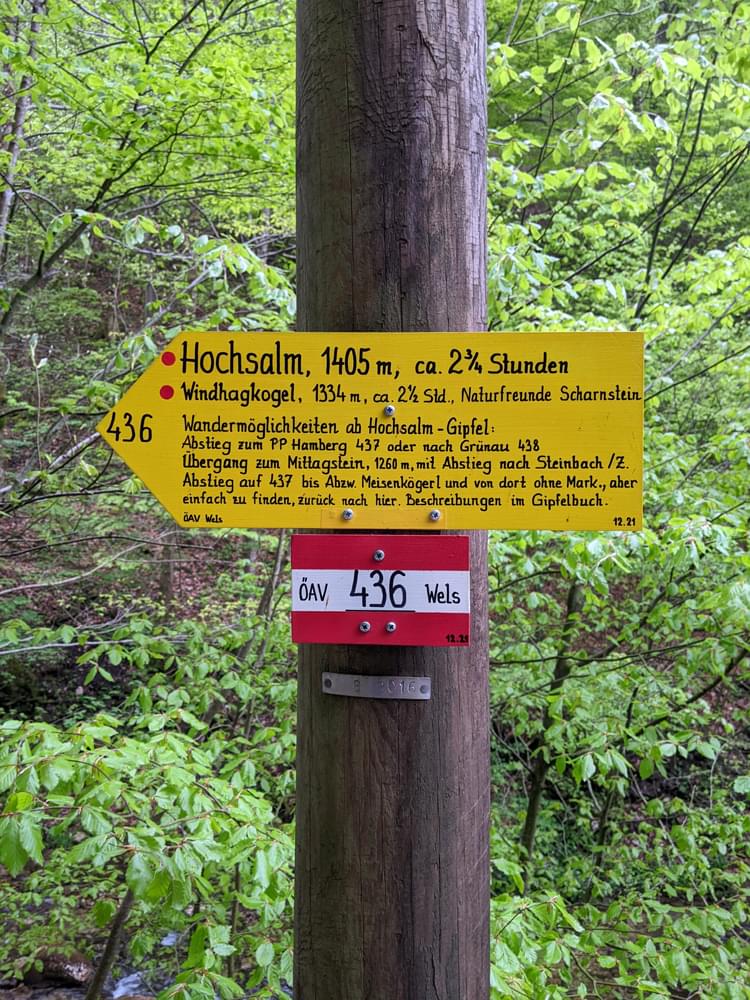 Hochsalm, 1405 m, ca. 2¾ Stunden
Windhagkogel, 1334 m, ca. 2½ Std., Naturfreunde Scharnstein
436
Wandermöglichkeiten ab Hochsalm - Gipfel:
Abstieg zum PP Hamberg 437 oder nach Grünau 438
Übergang zum Mittagstein, 1260 m, mit Abstieg nach Steinbach / Z.
Abstieg auf 437 bis Abzw. Meisenkögerl und von dort ohne Mark., aber
einfach zu finden, zurück nach hier. Beschreibungen im Gipfelbuch.
ÖAV Wels 12.21
ÖAV 436 Wels
12.21